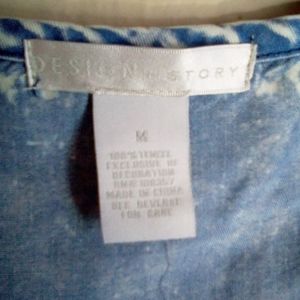 DESIGN HISTORY
M
100% TENCEL
EXCLUSIVE OF
DECORATION
RN#
MADE IN CHINA
SEE REVERSE
FOR CARE